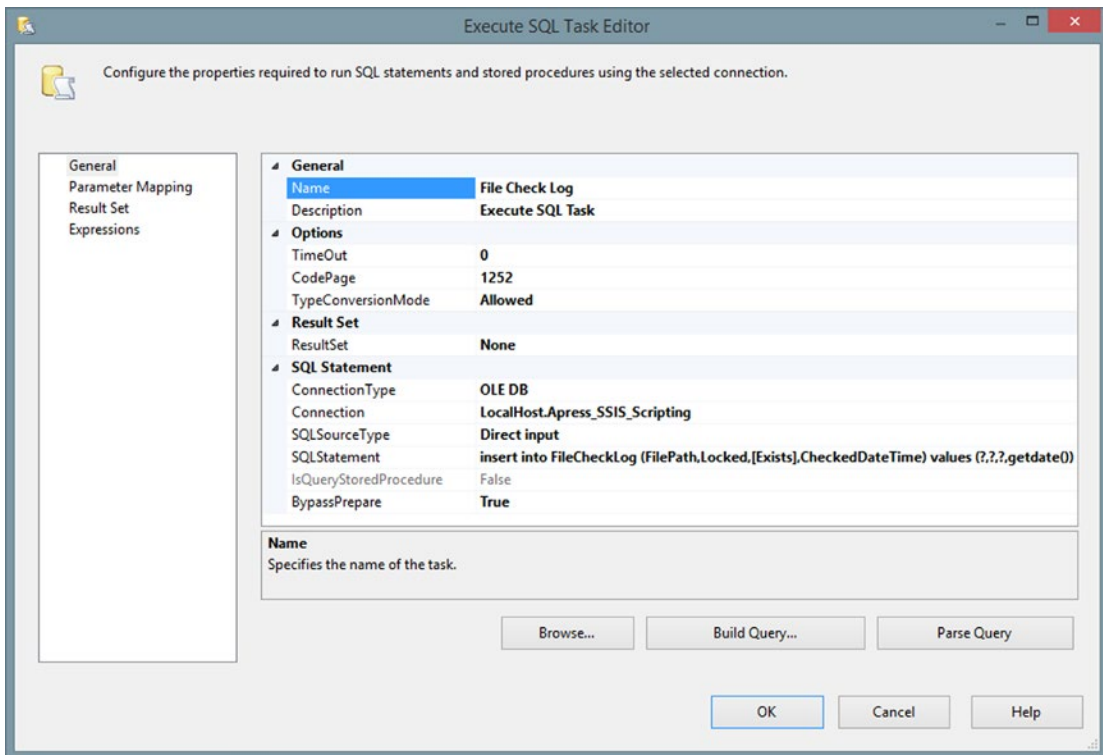 Execute SQL Task Editor
Configure the properties required to run SQL statements and stored procedures using the selected connection.
General
Parameter Mapping
Result Set
Expressions
General
Name File Check Log
Description Execute SQL Task
Options
TimeOut 0
CodePage 1252
TypeConversionMode Allowed
Result Set
ResultSet None
SQL Statement
ConnectionType OLE DB
Connection LocalHost.Apress_SSIS_Scripting
SQLSourceType Direct input
SQLStatement insert into FileCheckLog (FilePath,Locked,[Exists],CheckedDateTime) values (?,?,?,getdate())
IsQueryStoredProcedure False
BypassPrepare True
Name
Specifies the name of the task.
Browse... Build Query... Parse Query
OK Cancel Help